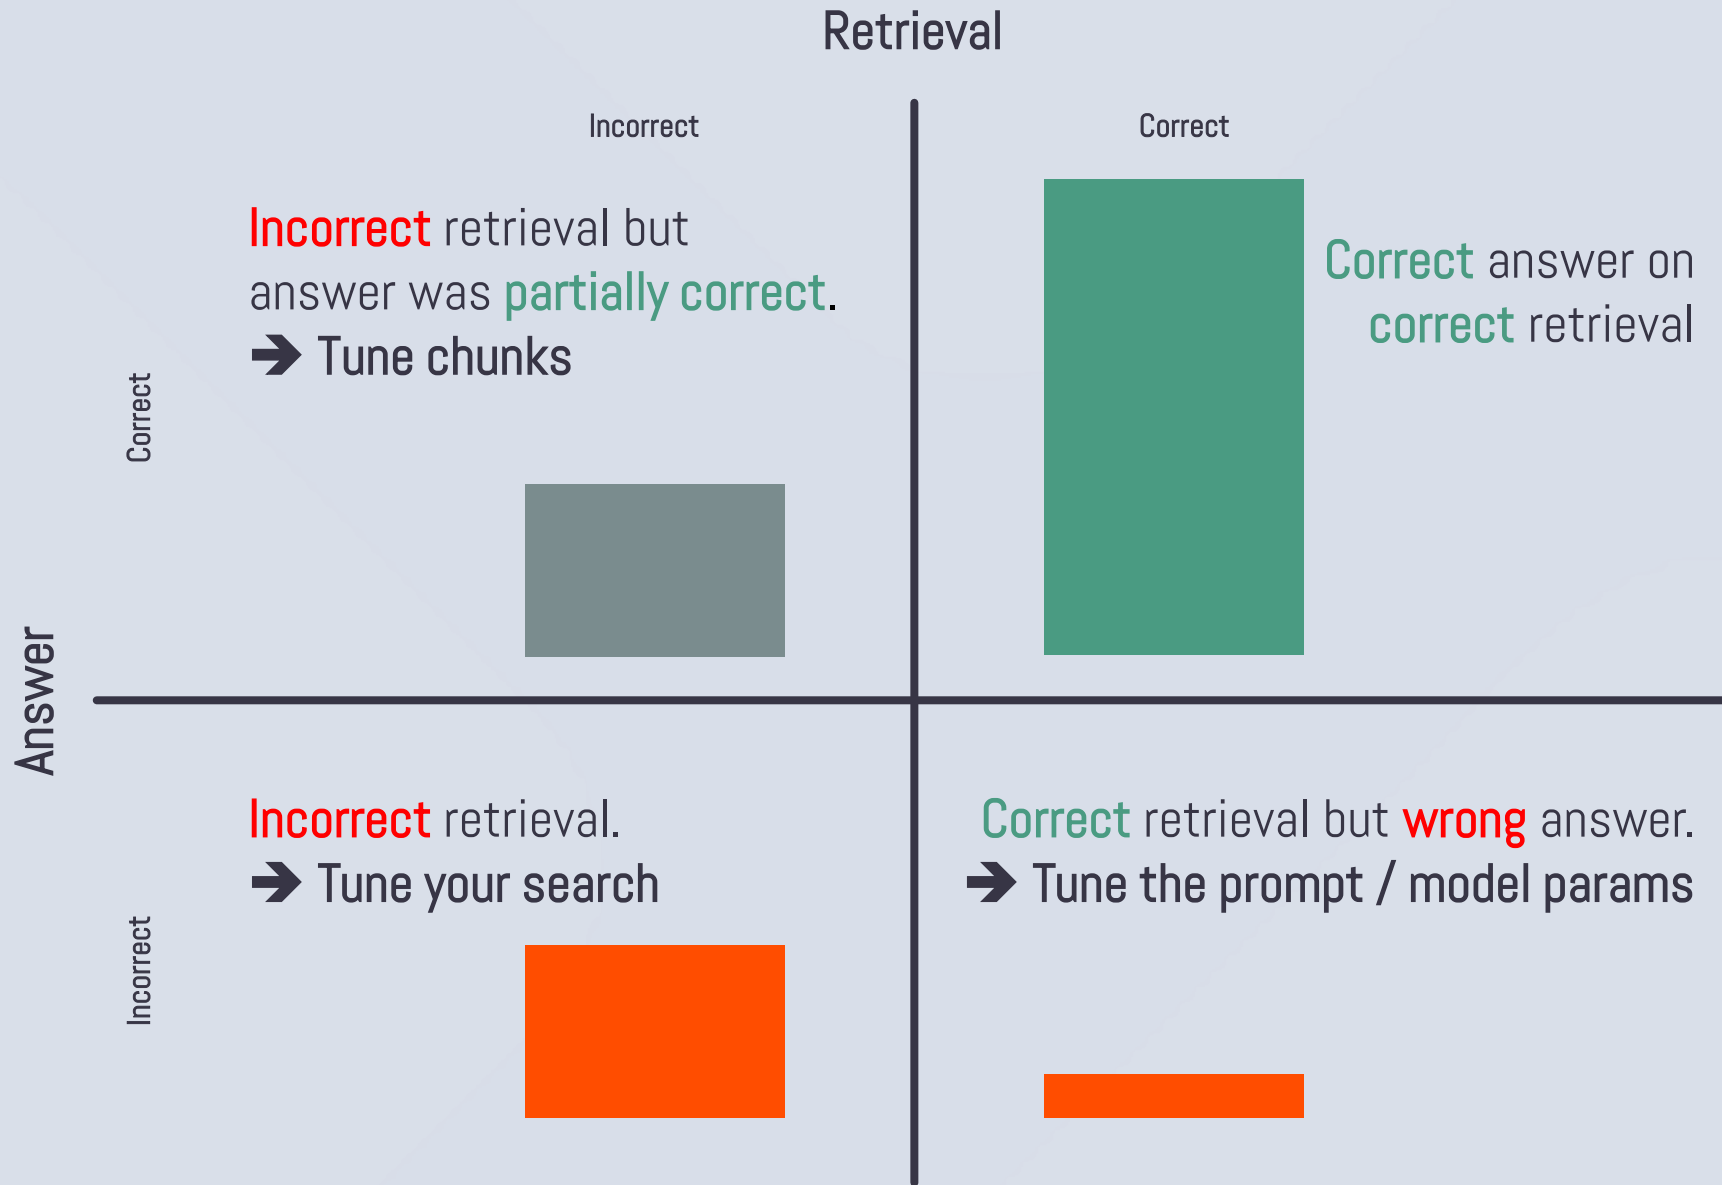 Retrieval
Incorrect
Correct
Incorrect retrieval but
answer was partially correct.
➔ Tune chunks
Correct answer on
correct retrieval
Correct
Answer
Incorrect retrieval.
➔ Tune your search
Correct retrieval but wrong answer.
➔ Tune the prompt / model params
Incorrect